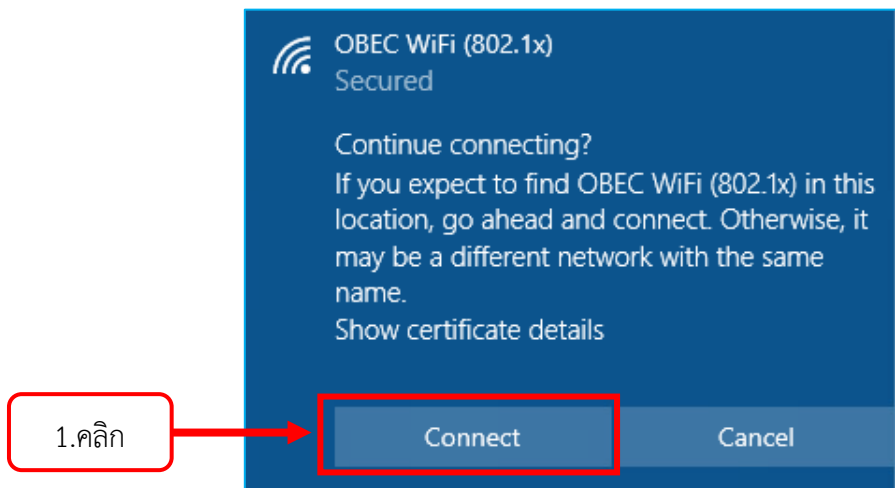 OBEC WiFi (802.1x)
Secured
Continue connecting?
If you expect to find OBEC WiFi (802.1x) in this
location, go ahead and connect. Otherwise, it
may be a different network with the same
name.
Show certificate details
1.คลิก
Connect
Cancel